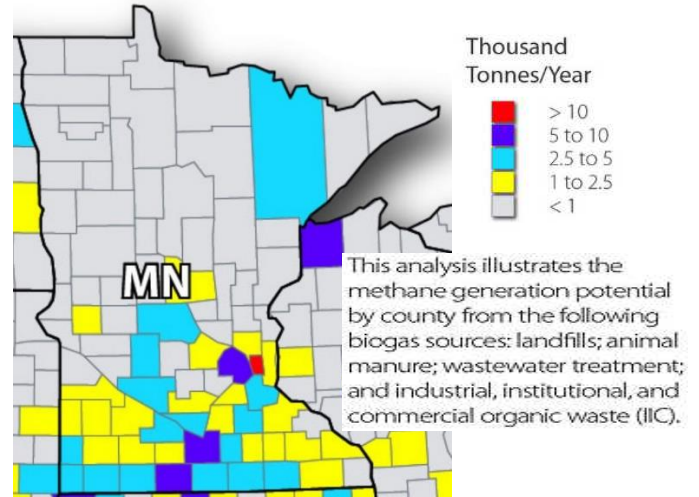 Thousand
Tonnes/Year
> 10
5 to 10
2.5 to 5
1 to 2.5
< 1
MN
This analysis illustrates the
methane generation potential
by county from the following
biogas sources: landfills; animal
manure; wastewater treatment;
and industrial, institutional, and
commercial organic waste (IIC).